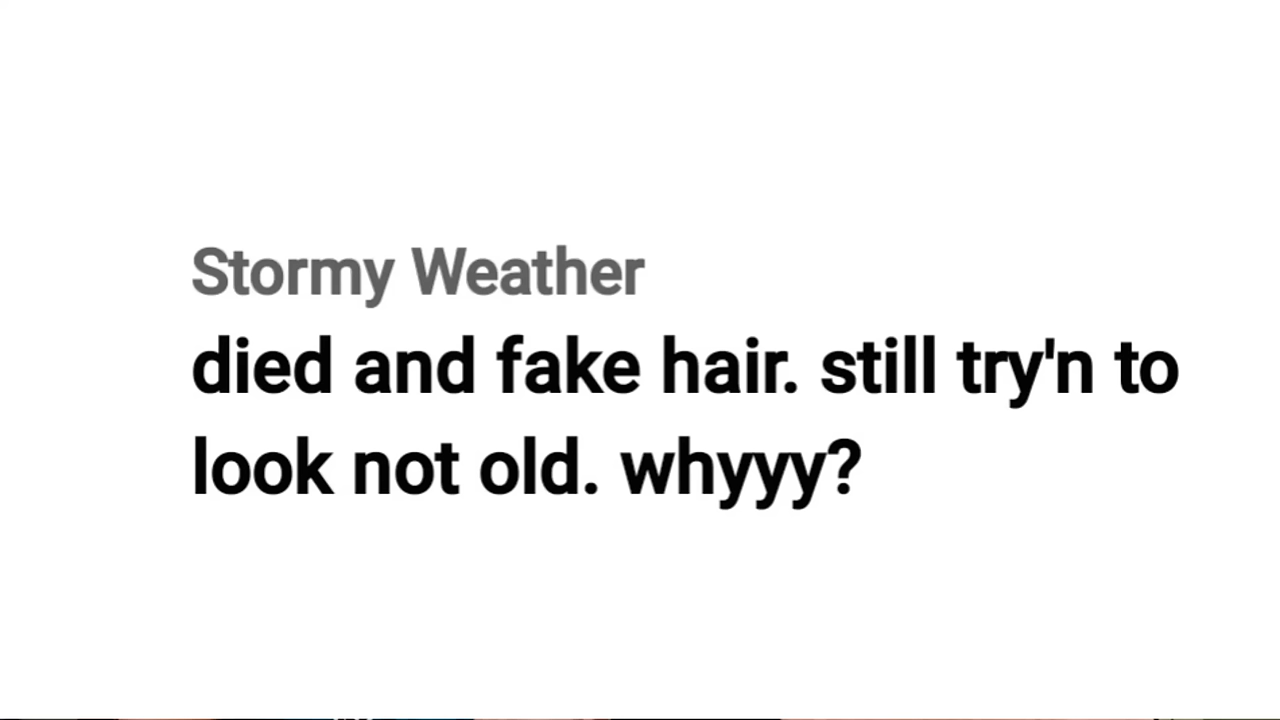 Stormy Weather
died and fake hair. still try'n to
look not old. whyyy?